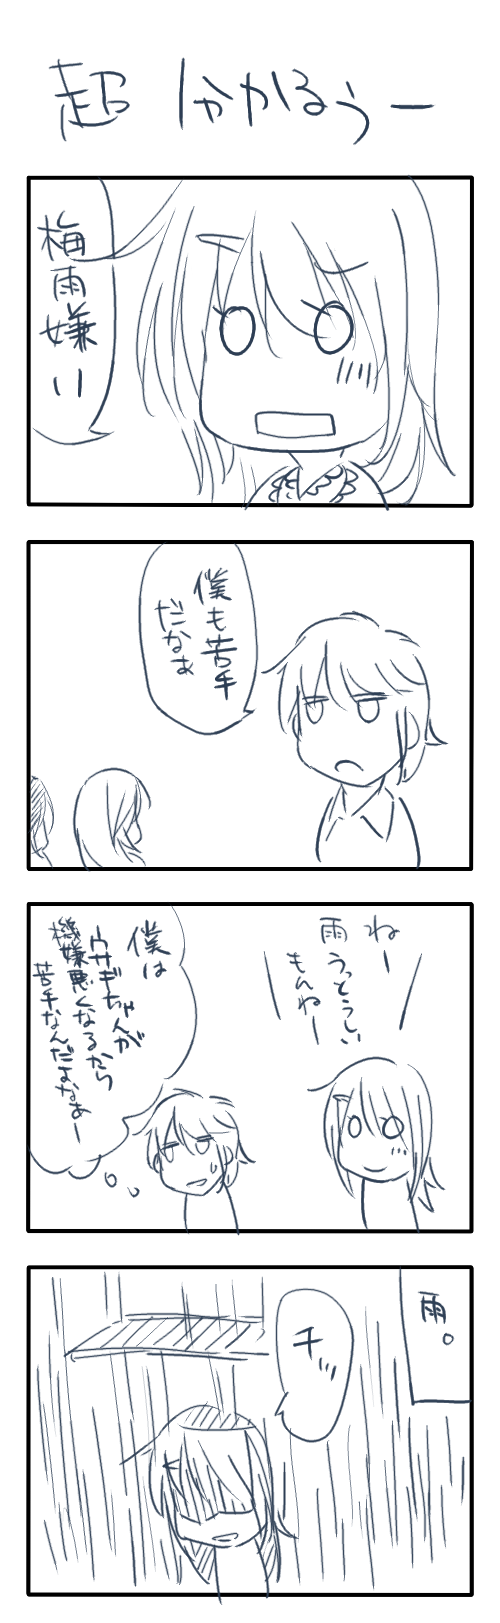 超 分かるぅー
梅雨嫌い
僕も苦手
だなぁ
ねー
雨うっとうしい
もんねー
僕は
ウサギちゃんが
機嫌悪くなるから
苦手なんだよなぁー
雨。
チッ